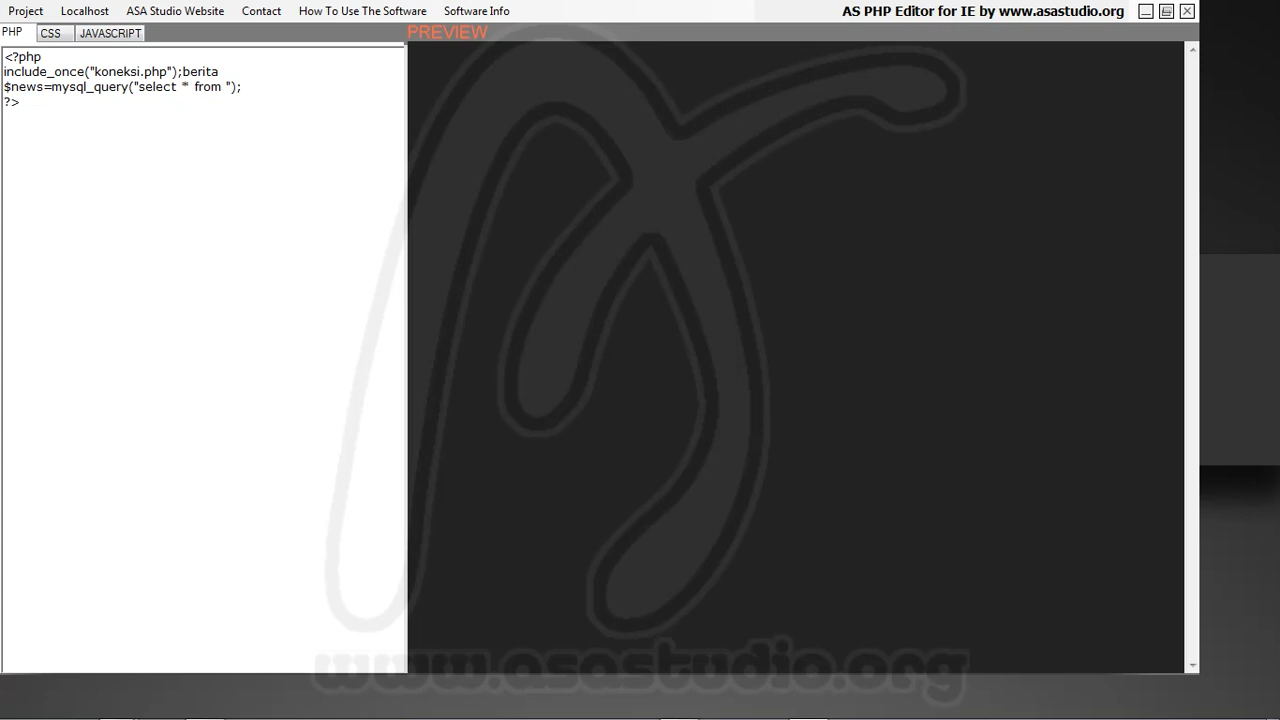 Project Localhost ASA Studio Website Contact How To Use The Software Software Info AS PHP Editor for IE by www.asastudio.org
PHP CSS JAVASCRIPT PREVIEW
<?php
include_once("koneksi.php");berita
$news=mysql_query("select * from ");
?>
www.asastudio.org